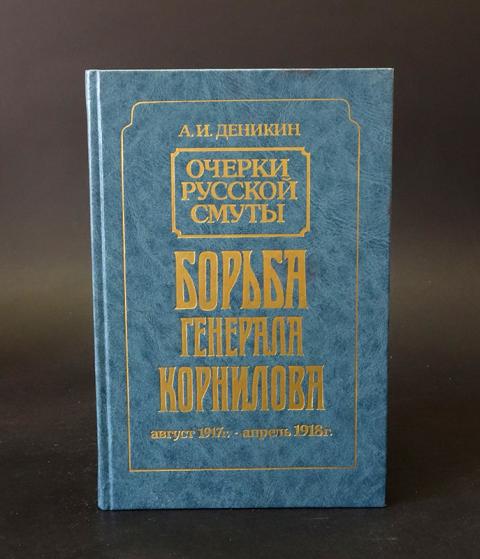 А. И. ДЕНИКИН
ОЧЕРКИ
РУССКОЙ
СМУТЫ
БОРЬБА
ГЕНЕРАЛА
КОРНИЛОВА
август 1917г. - апрель 1918г.